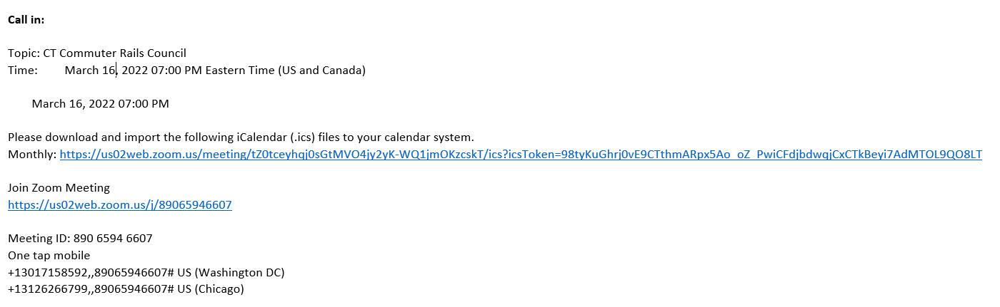 Call in:
Topic: CT Commuter Rails Council
Time: March 16, 2022 07:00 PM Eastern Time (US and Canada)
March 16, 2022 07:00 PM
Please download and import the following iCalendar (.ics) files to your calendar system.
Monthly: https://us02web.zoom.us/meeting/tZ0tceyhqj0sGtMVO4jy2yK-WQ1jmOKzcskT/ics?icsToken=98tyKuGhrj0vE9CTthmARpx5Ao_oZ_PwiCFdjbdwqjCxCTkBeyi7AdMTOL9QO8LT
Join Zoom Meeting
https://us02web.zoom.us/j/89065946607
Meeting ID: 890 6594 6607
One tap mobile
+13017158592,,89065946607# US (Washington DC)
+13126266799,,89065946607# US (Chicago)